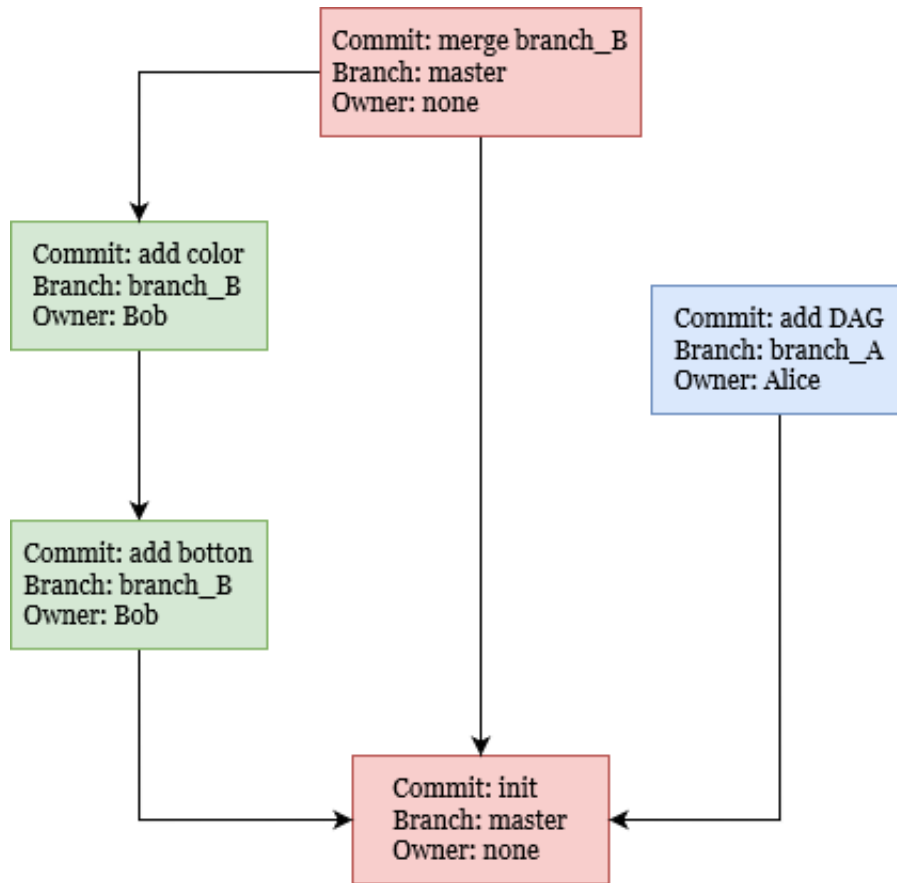 Commit: merge branch_B
Branch: master
Owner: none
Commit: add color
Branch: branch_B
Owner: Bob
Commit: add DAG
Branch: branch_A
Owner: Alice
Commit: add botton
Branch: branch_B
Owner: Bob
Commit: init
Branch: master
Owner: none